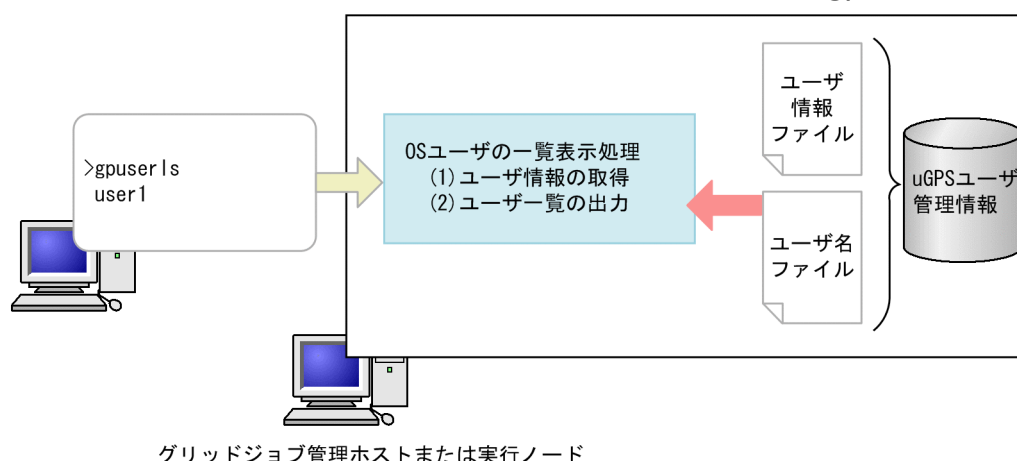 >gpuserls
user1
OSユーザの一覧表示処理
(1)ユーザ情報の取得
(2)ユーザ一覧の出力
ユーザ
情報
ファイル
ユーザ名
ファイル
uGPSユーザ
管理情報
グリッドジョブ管理ホストまたは実行ノード